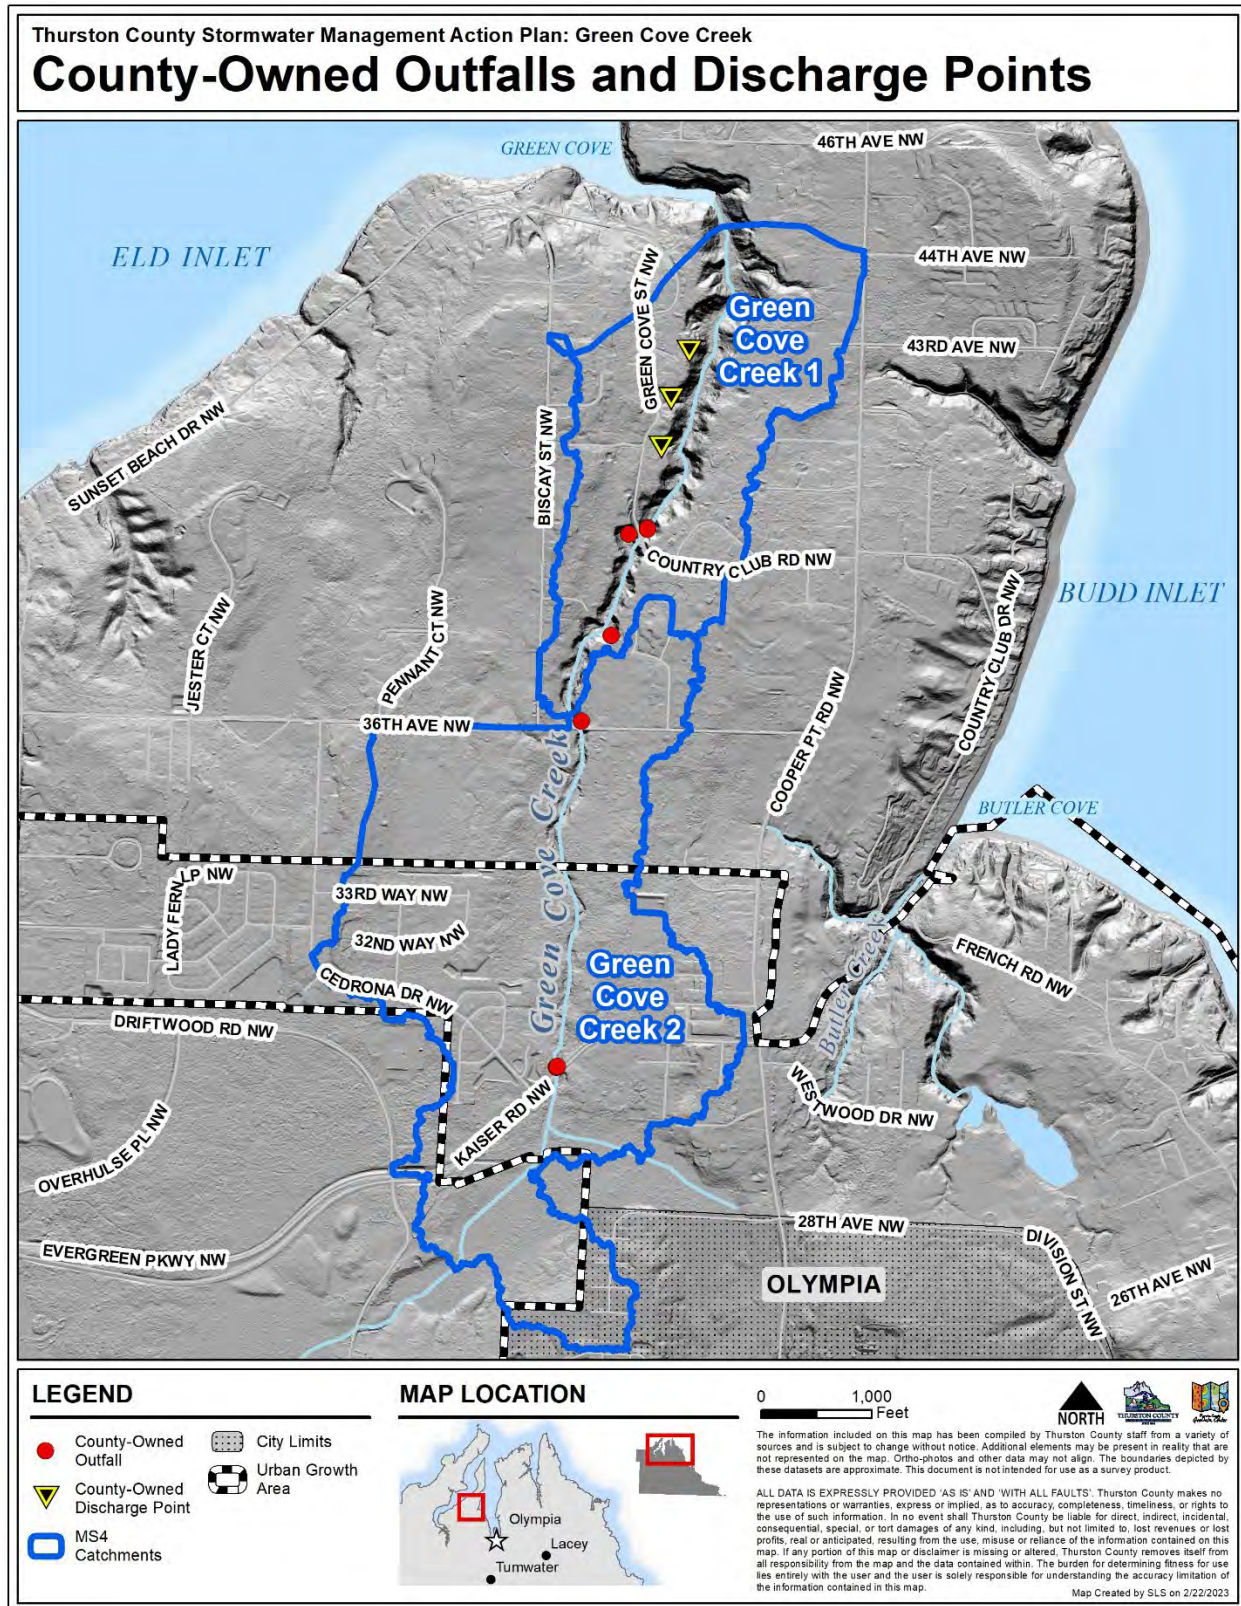 Thurston County Stormwater Management Action Plan: Green Cove Creek
County-Owned Outfalls and Discharge Points
GREEN COVE
46TH AVE NW
ELD INLET
44TH AVE NW
GREEN COVE ST NW
Green
Cove
Creek 1
43RD AVE NW
SUNSET BEACH DR NW
BISCAY ST NW
COUNTRY CLUB RD NW
BUDD INLET
JESTER CT NW
PENNANT CT NW
COUNTRY CLUB DR NW
36TH AVE NW
COOPER PT RD NW
Green Cove Creek
BUTLER COVE
LADY FERN LP NW
33RD WAY NW
32ND WAY NW
CEDRONA DR NW
Green
Cove
Creek 2
Butler Creek
FRENCH RD NW
DRIFTWOOD RD NW
OVERHULSE PL NW
KAISER RD NW
WESTWOOD DR NW
28TH AVE NW
EVERGREEN PKWY NW
DIVISION ST NW
26TH AVE NW
OLYMPIA
LEGEND
County-Owned
Outfall
County-Owned
Discharge Point
MS4
Catchments
City Limits
Urban Growth
Area
MAP LOCATION
Olympia
Lacey
Tumwater
0 1,000
Feet
NORTH
THURSTON COUNTY
The information included on this map has been compiled by Thurston County staff from a variety of
sources and is subject to change without notice. Additional elements may be present in reality that are
not represented on the map. Ortho-photos and other data may not align. The boundaries depicted by
these datasets are approximate. This document is not intended for use as a survey product.
ALL DATA IS EXPRESSLY PROVIDED 'AS IS' AND 'WITH ALL FAULTS'. Thurston County makes no
representations or warranties, express or implied, as to accuracy, completeness, timeliness, or rights to
the use of such information. In no event shall Thurston County be liable for direct, indirect, incidental,
consequential, special, or tort damages of any kind, including, but not limited to, lost revenues or lost
profits, real or anticipated, resulting from the use, misuse or reliance of the information contained on this
map. If any portion of this map or disclaimer is missing or altered, Thurston County removes itself from
all responsibility from the map and the data contained within. The burden for determining fitness for use
lies entirely with the user and the user is solely responsible for understanding the accuracy limitation of
the information contained in this map.
Map Created by SLS on 2/22/2023